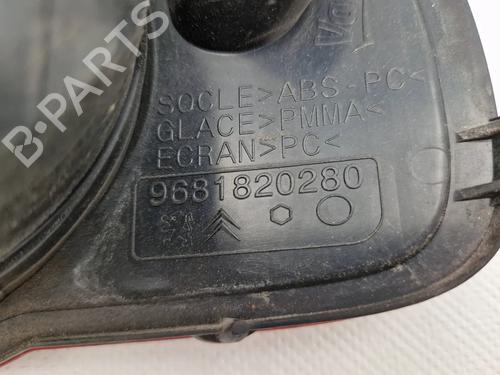 SOCLE>ABS-PC<
GLACE>PMMA<
ECRAN>PC<
9681820280
B-PARTS